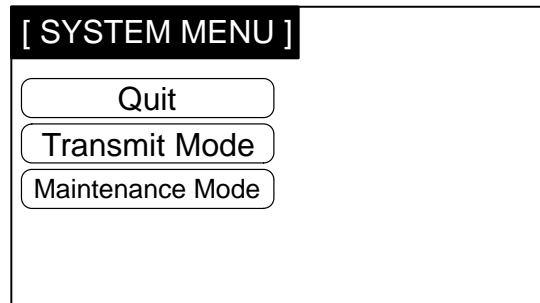 [ SYSTEM MENU ]
Quit
Transmit Mode
Maintenance Mode